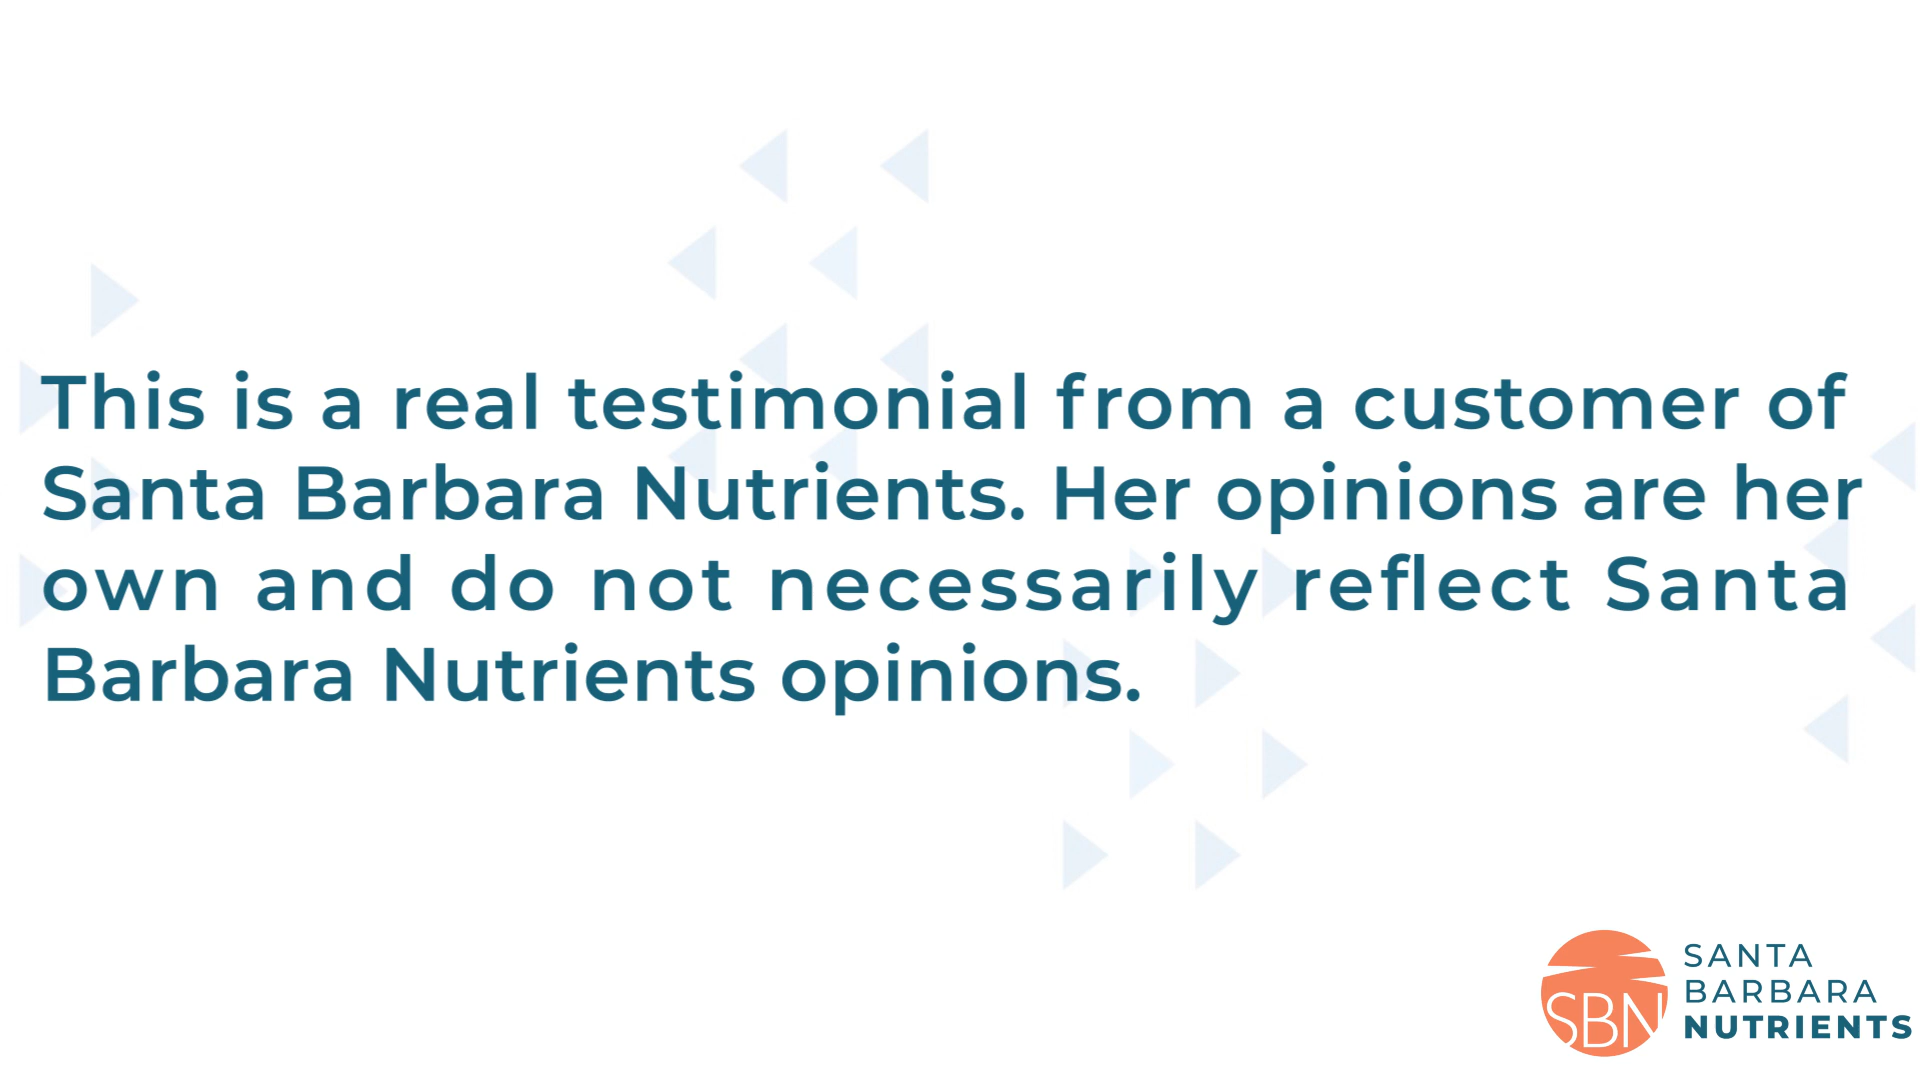 This is a real testimonial from a customer of
Santa Barbara Nutrients. Her opinions are her
own and do not necessarily reflect Santa
Barbara Nutrients opinions.
SBN
SANTA
BARBARA
NUTRIENTS